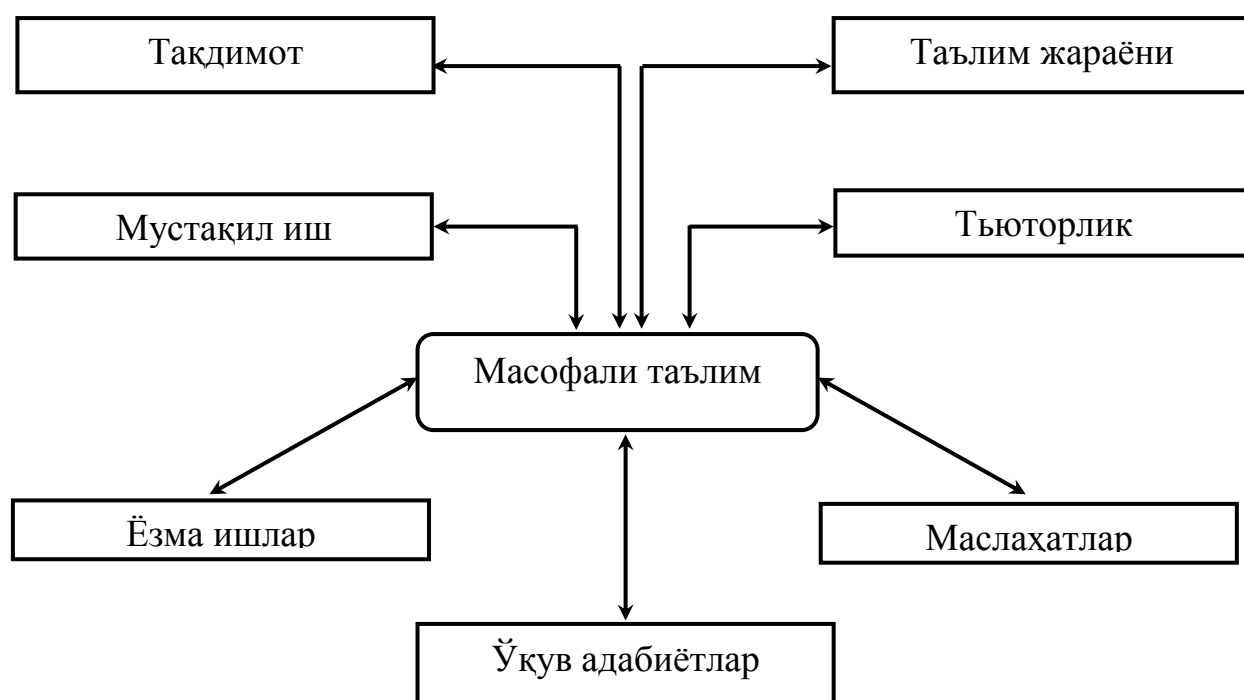 Тақдимот
Таълим жараёни
Мустақил иш
Тьюторлик
Масофали таълим
Ёзма ишлар
Маслаҳатлар
Ўқув адабиётлар